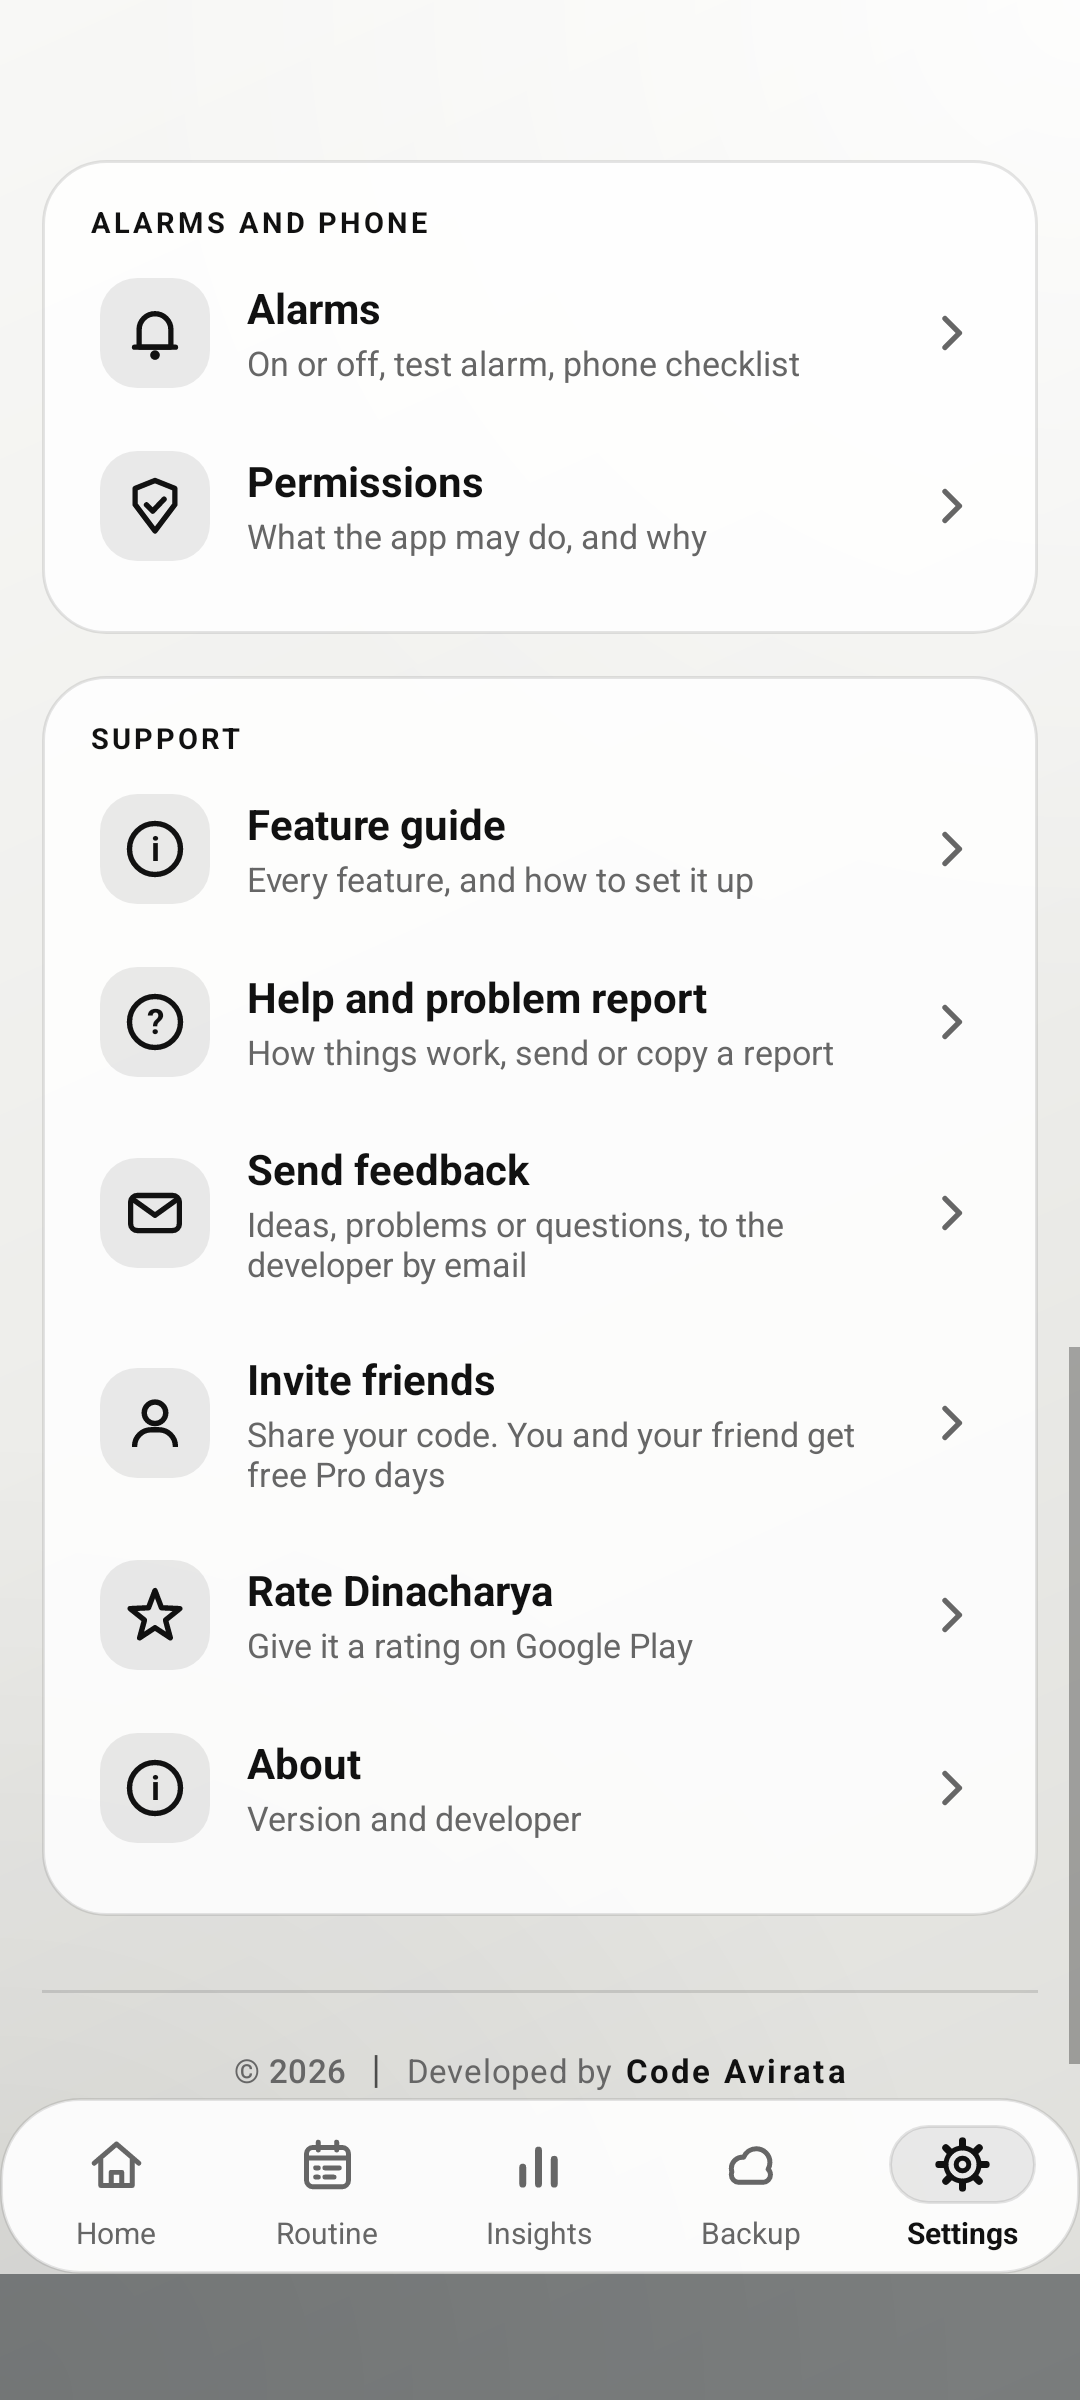 ALARMS AND PHONE
Alarms
On or off, test alarm, phone checklist
Permissions
What the app may do, and why
SUPPORT
Feature guide
Every feature, and how to set it up
Help and problem report
How things work, send or copy a report
Send feedback
Ideas, problems or questions, to the
developer by email
Invite friends
Share your code. You and your friend get
free Pro days
Rate Dinacharya
Give it a rating on Google Play
About
Version and developer
© 2026 | Developed by Code Avirata
Home Routine Insights Backup Settings